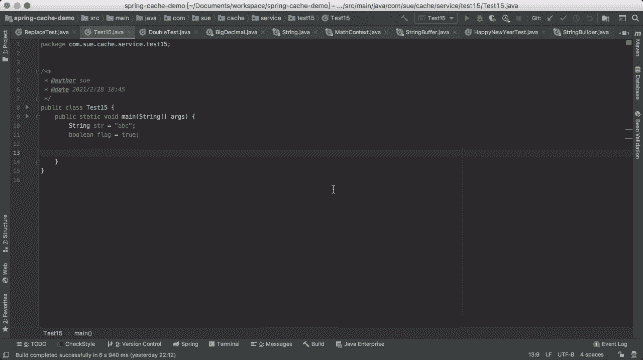 spring-cache-demo [~/Documents/workspace/spring-cache-demo] - .../src/main/java/com/sue/cache/service/test15/Test15.java
spring-cache-demo src main java com sue cache service test15 Test15 Test15 Git:
ReplaceTest.java Test15.java DoubleTest.java BigDecimal.java String.java MathContext.java StringBuffer.java HappyNewYearTest.java StringBuilder.java
1 package com.sue.cache.service.test15;
2
3
4 /**
5 * @author sue
6 * @date 2021/2/28 16:45
7 */
8 public class Test15 {
9 public static void main(String[] args) {
10 String str = "abc";
11 boolean flag = true;
12
13
14 }
15 }
16
1: Project
7: Structure
Web
2: Favorites
Maven
Database
Bean Validation
Test15 main()
6: TODO CheckStyle 9: Version Control Spring Terminal 0: Messages Build Java Enterprise Event Log
Build completed successfully in 6 s 940 ms (yesterday 22:12) 13:9 LF UTF-8 4 spaces